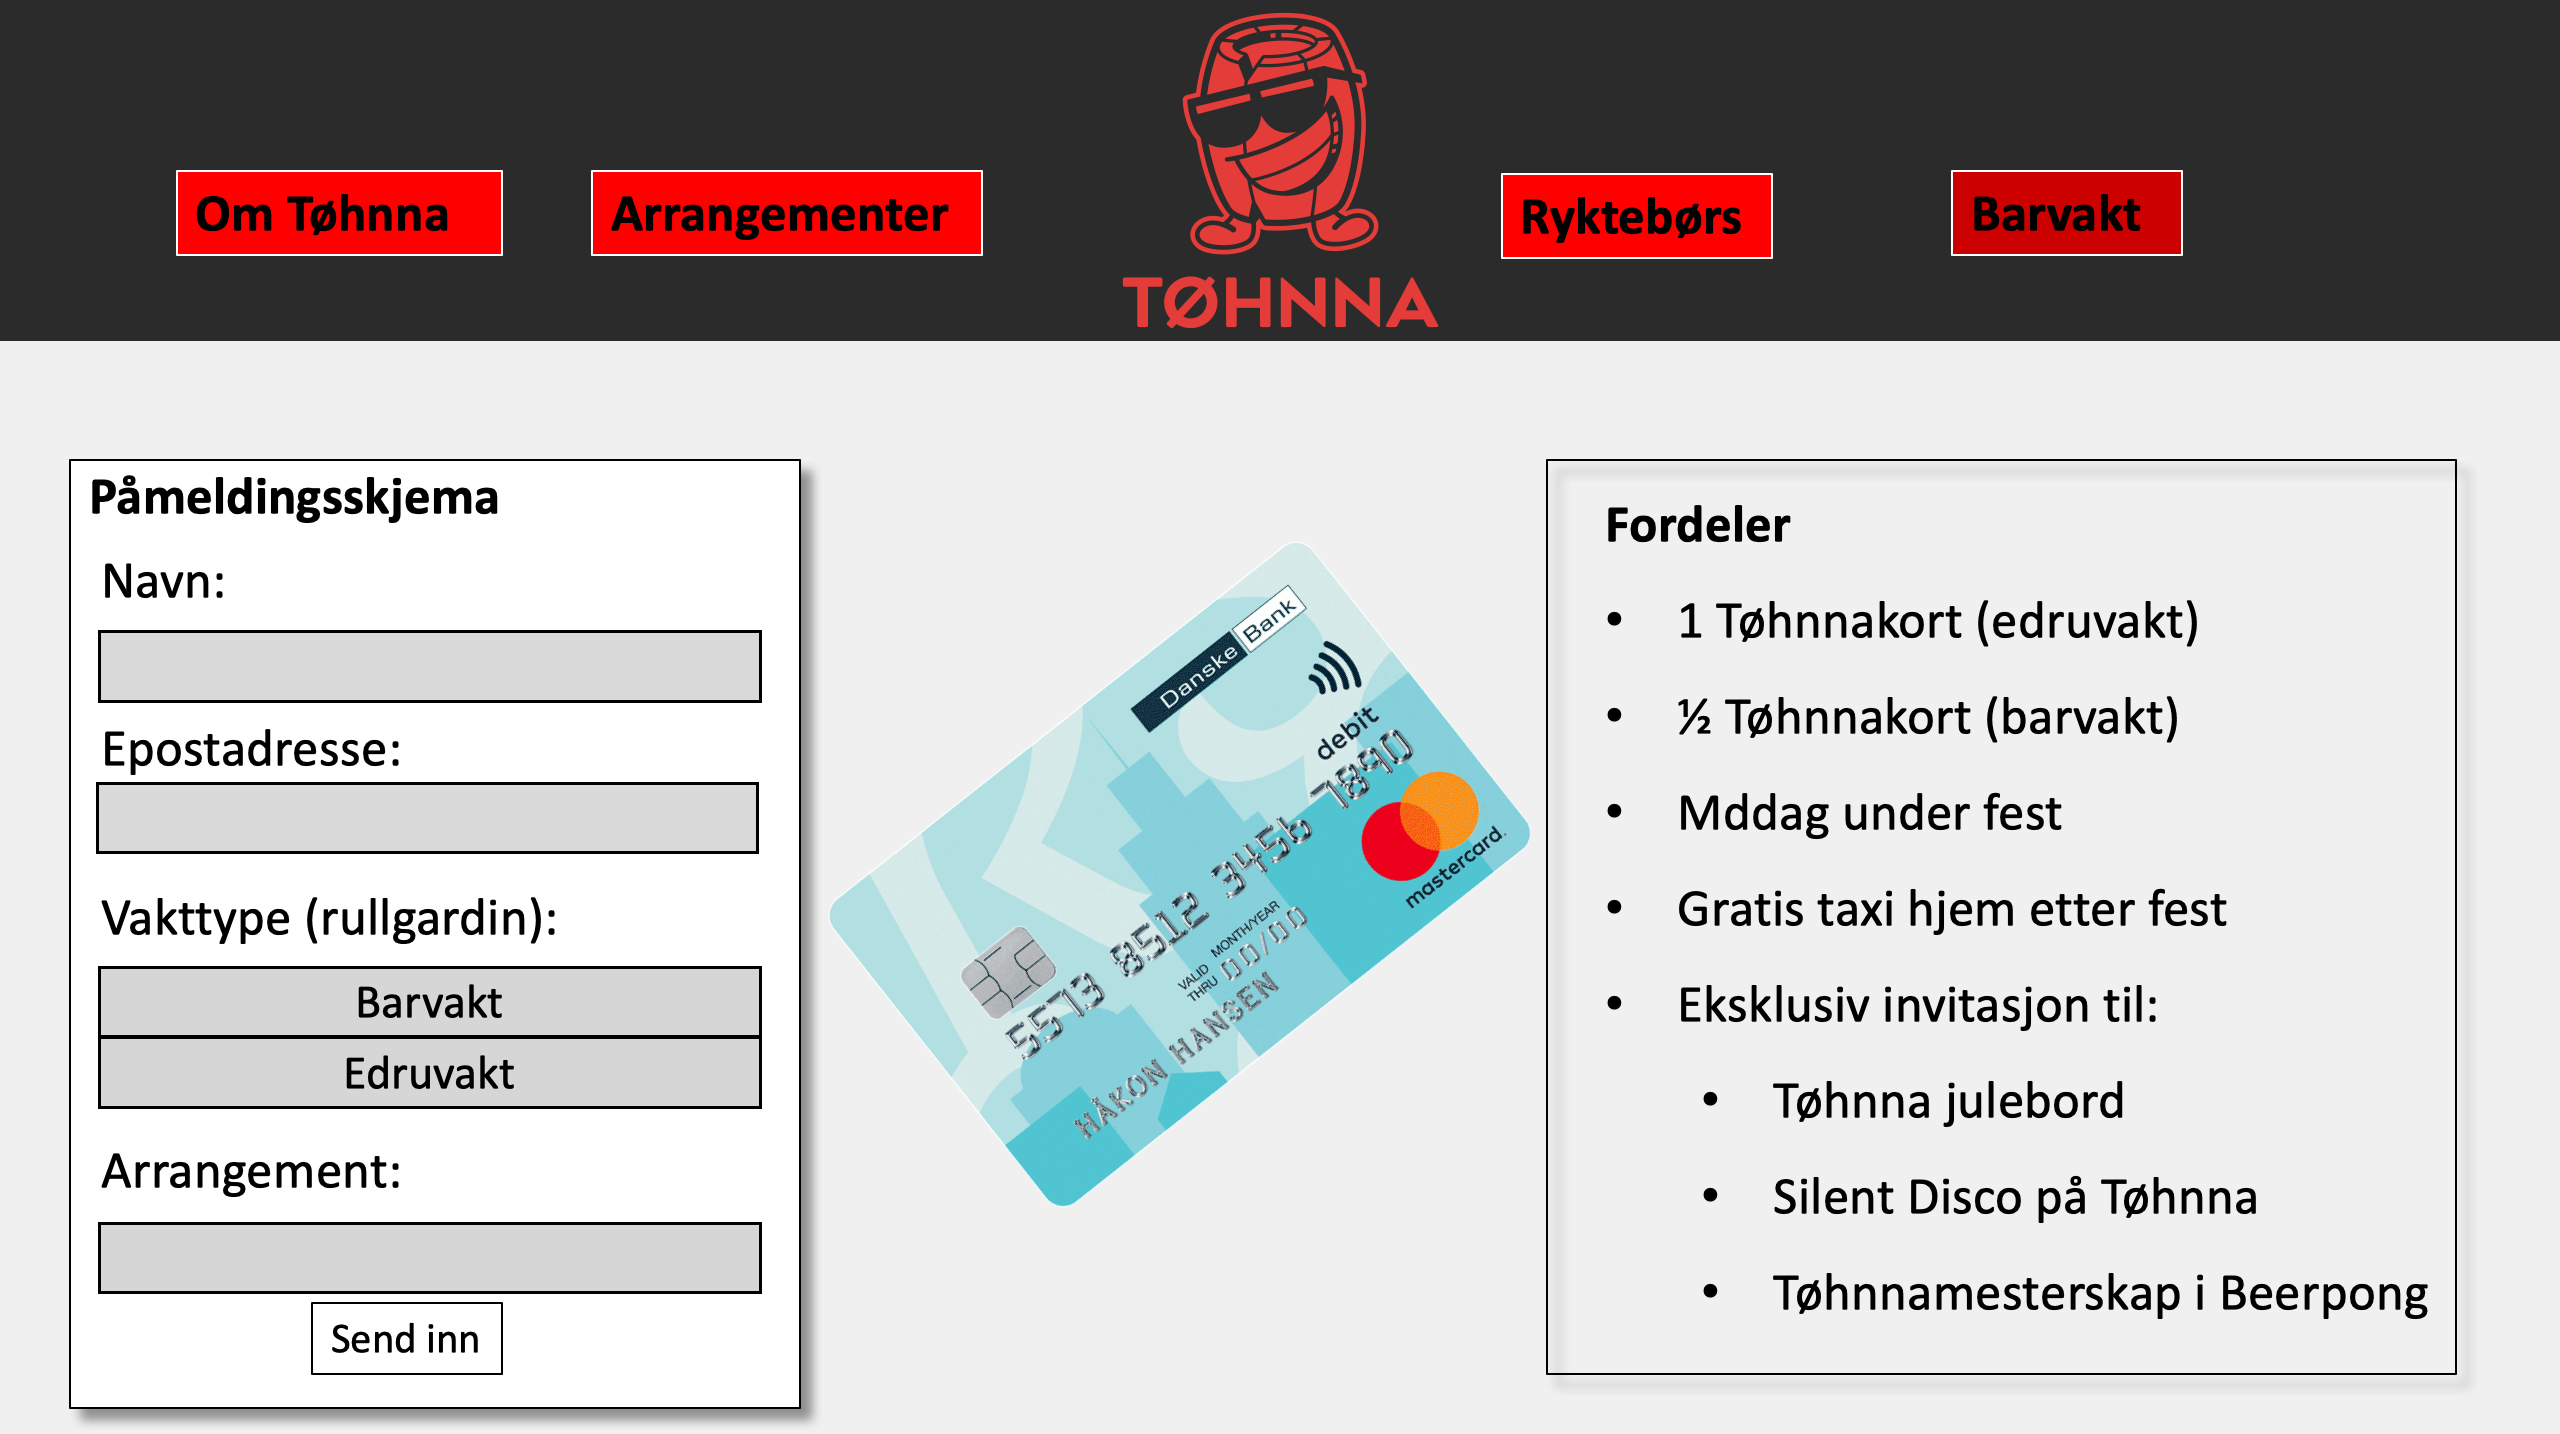 Om Tøhnna
Arrangementer
TØHNNA
Ryktebørs
Barvakt
Påmeldingsskjema
Navn:
Epostadresse:
Vakttype (rullgardin):
Barvakt
Edruvakt
Arrangement:
Send inn
Danske Bank
debit
5573 8512 3456 7890
mastercard.
VALID THRU MONTH/YEAR 00/00
HÅKON HANSEN
Fordeler
• 1 Tøhnnakort (edruvakt)
• ½ Tøhnnakort (barvakt)
• Mddag under fest
• Gratis taxi hjem etter fest
• Eksklusiv invitasjon til:
• Tøhnna julebord
• Silent Disco på Tøhnna
• Tøhnnamesterskap i Beerpong